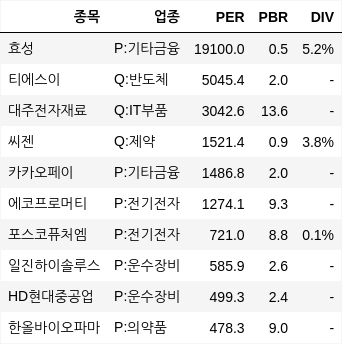 종목 업종 PER PBR DIV
효성 P:기타금융 19100.0 0.5 5.2%
티에스이 Q:반도체 5045.4 2.0 -
대주전자재료 Q:IT부품 3042.6 13.6 -
씨젠 Q:제약 1521.4 0.9 3.8%
카카오페이 P:기타금융 1486.8 2.0 -
에코프로머티 P:전기전자 1274.1 9.3 -
포스코퓨처엠 P:전기전자 721.0 8.8 0.1%
일진하이솔루스 P:운수장비 585.9 2.6 -
HD현대중공업 P:운수장비 499.3 2.4 -
한올바이오파마 P:의약품 478.3 9.0 -